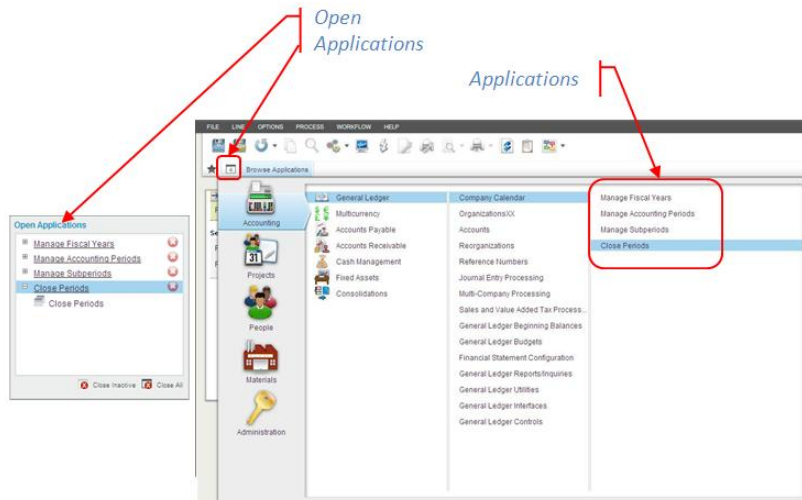 Open
Applications
Applications
FILE LINE OPTIONS PROCESS WORKFLOW HELP
Browse Applications
Open Applications
Manage Fiscal Years
Manage Accounting Periods
Manage Subperiods
Close Periods
Close Periods
Close Inactive Close All
Accounting
Projects
People
Materials
Administration
General Ledger
Multicurrency
Accounts Payable
Accounts Receivable
Cash Management
Fixed Assets
Consolidations
Company Calendar
OrganizationsXX
Accounts
Reorganizations
Reference Numbers
Journal Entry Processing
Multi-Company Processing
Sales and Value Added Tax Process...
General Ledger Beginning Balances
General Ledger Budgets
Financial Statement Configuration
General Ledger Reports/Inquiries
General Ledger Utilities
General Ledger Interfaces
General Ledger Controls
Manage Fiscal Years
Manage Accounting Periods
Manage Subperiods
Close Periods